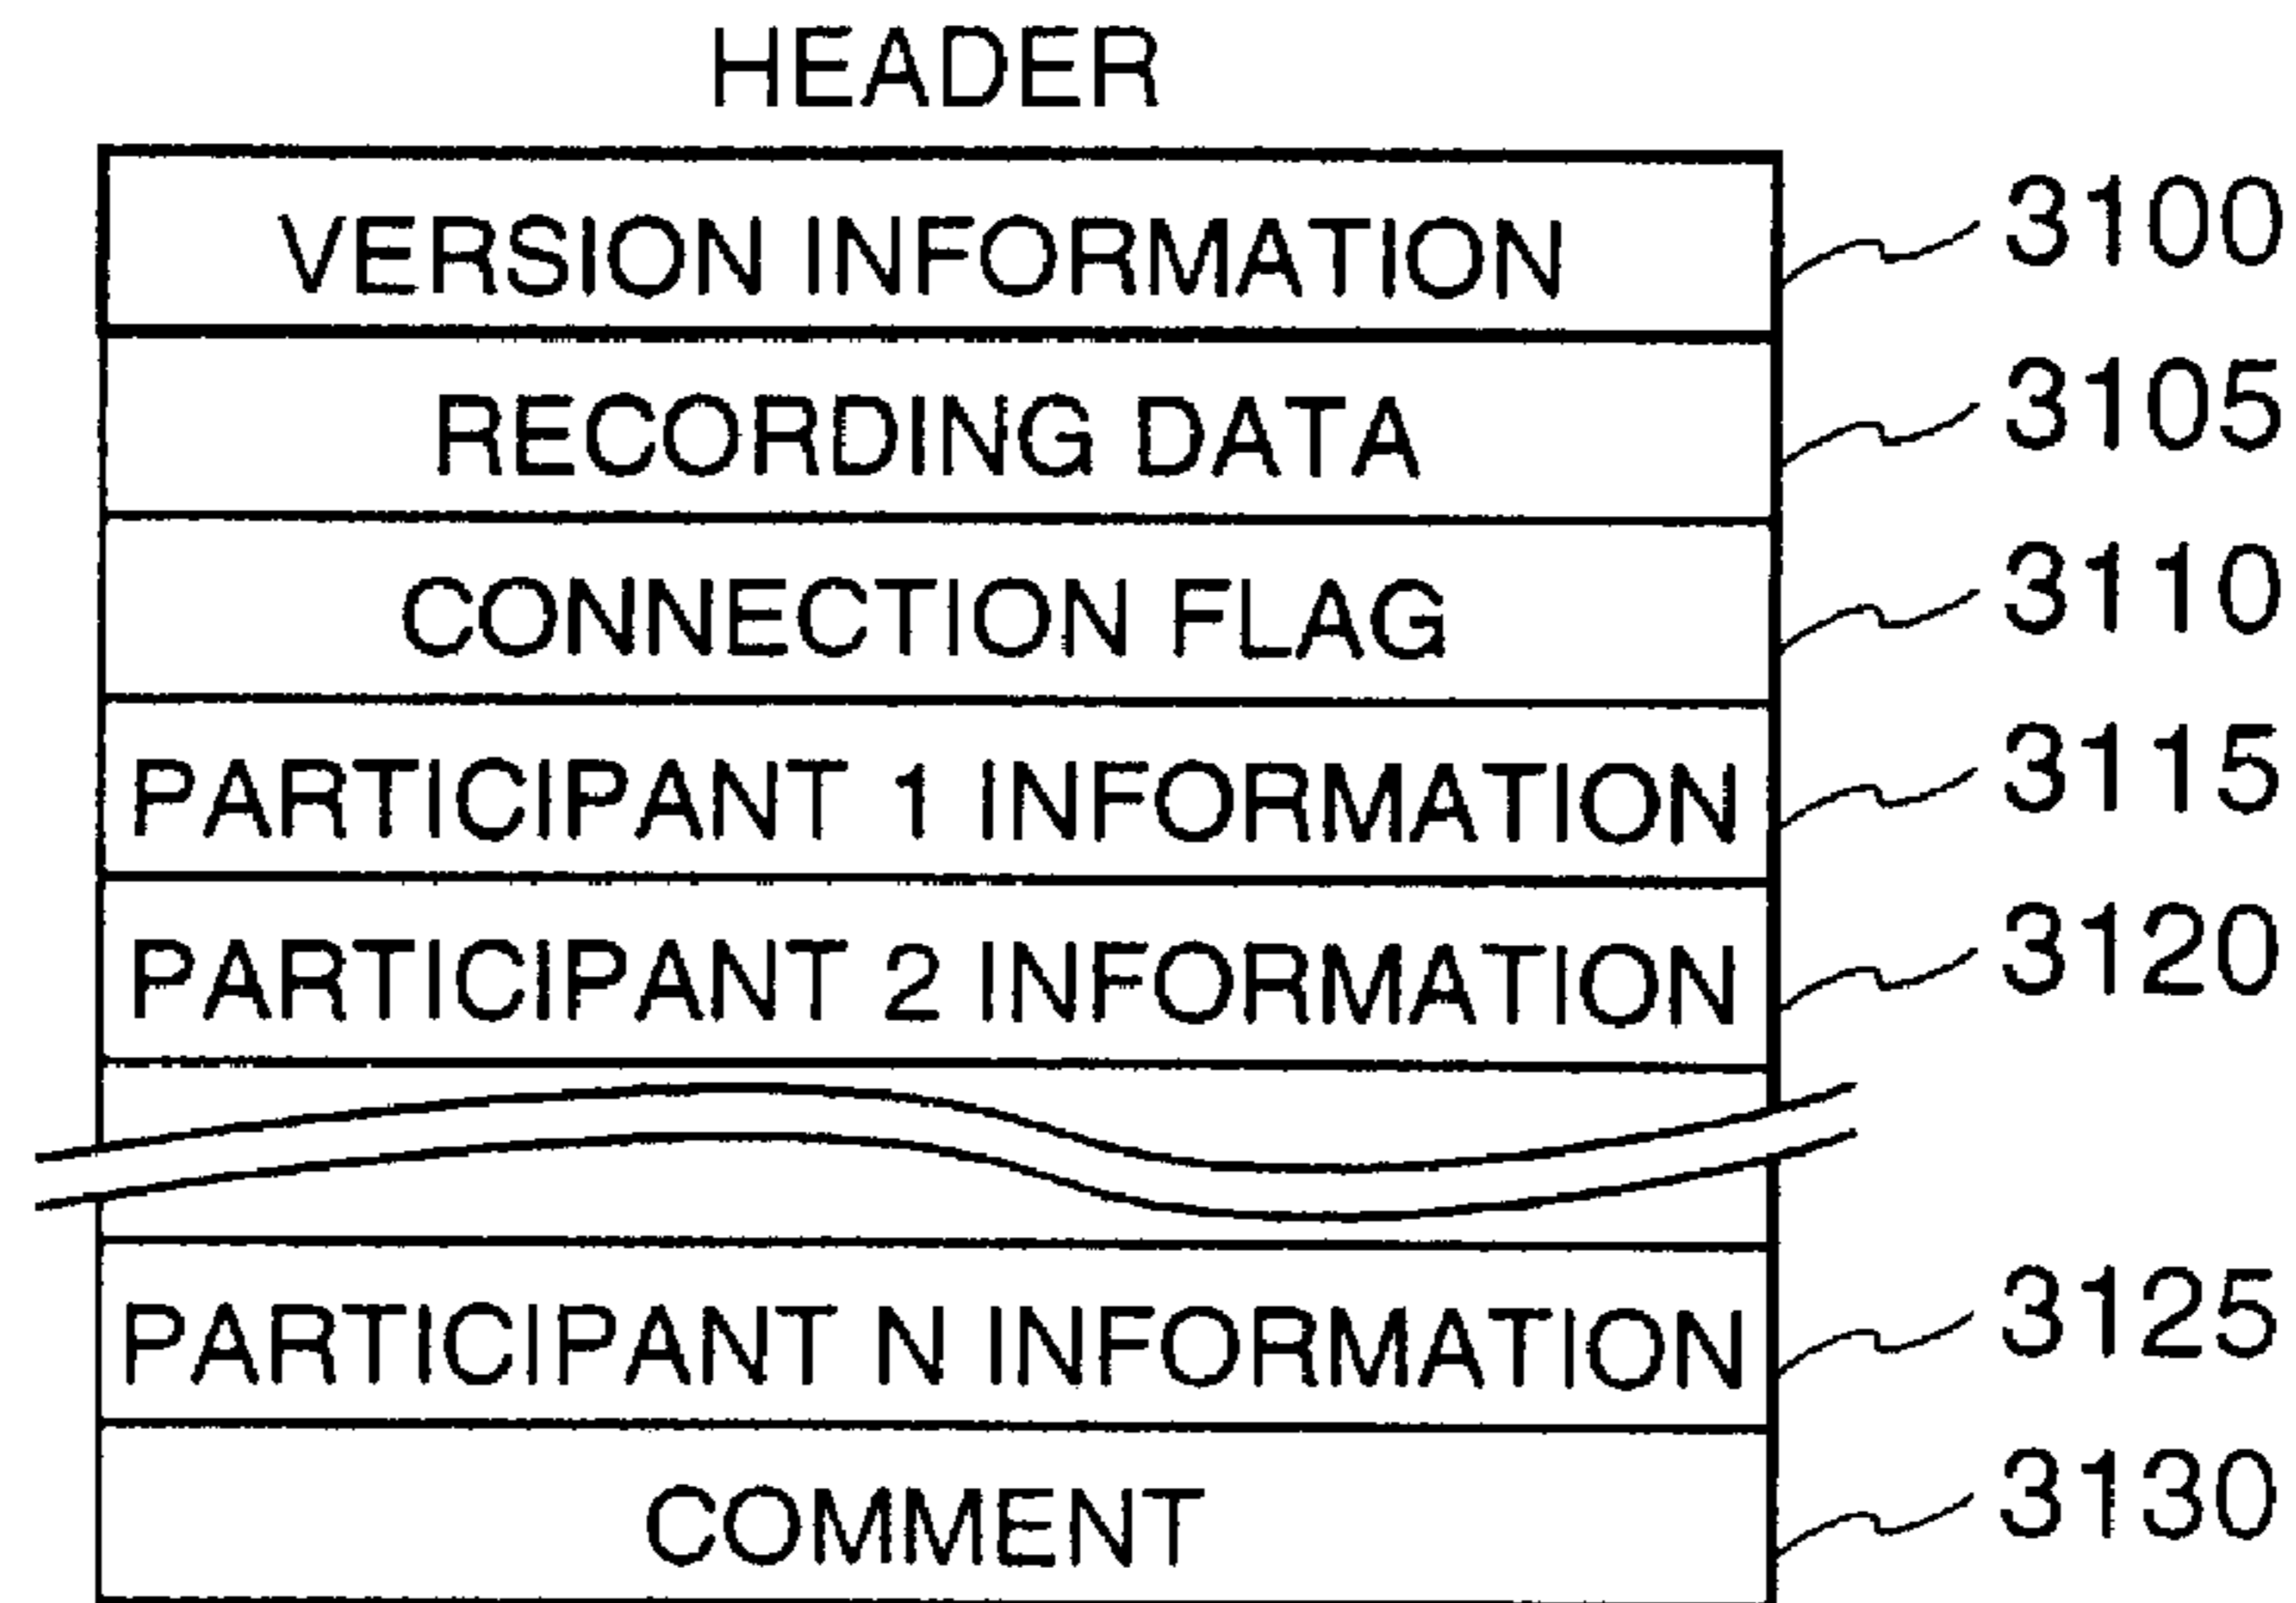 HEADER
VERSION INFORMATION 3100
RECORDING DATA 3105
CONNECTION FLAG 3110
PARTICIPANT 1 INFORMATION 3115
PARTICIPANT 2 INFORMATION 3120
PARTICIPANT N INFORMATION 3125
COMMENT 3130